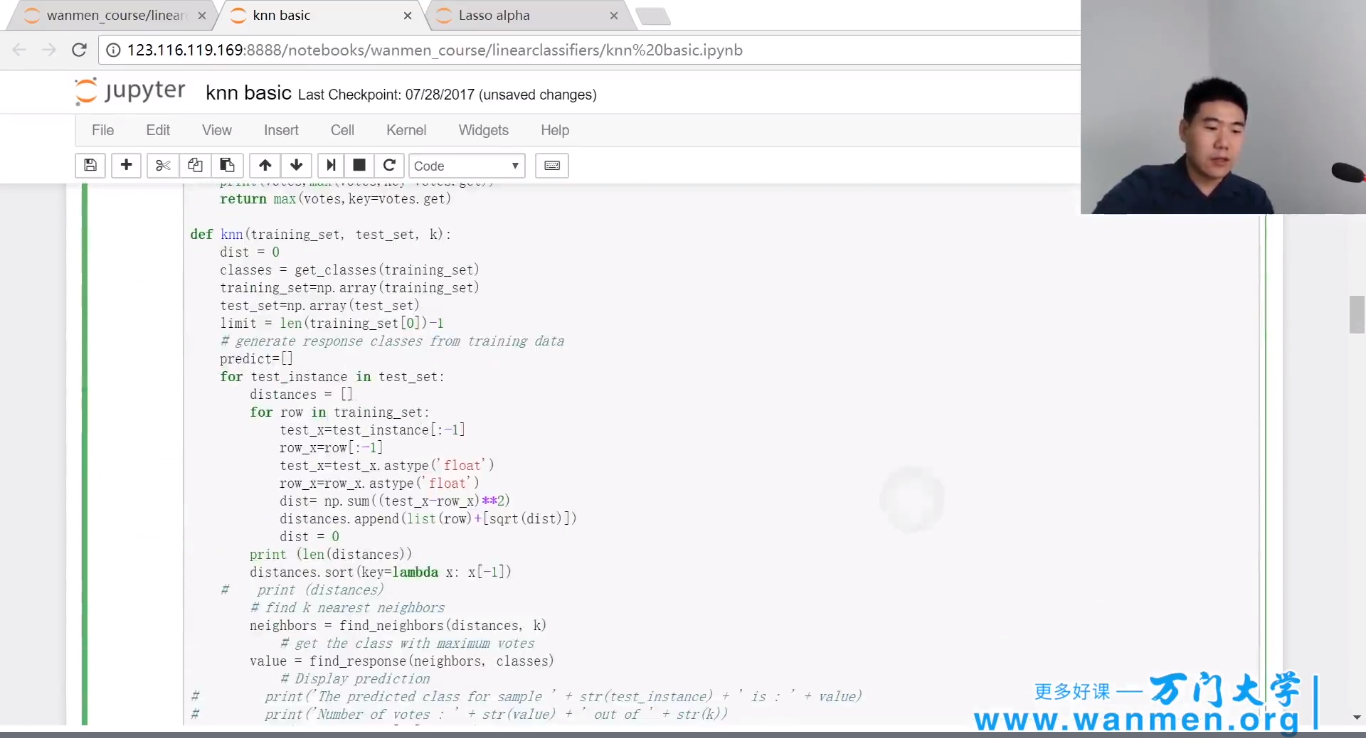 wanmen_course/linear
knn basic
Lasso alpha
123.116.119.169:8888/notebooks/wanmen_course/linearclassifiers/knn%20basic.ipynb
jupyter knn basic Last Checkpoint: 07/28/2017 (unsaved changes)
File Edit View Insert Cell Kernel Widgets Help
Code
print(votes,max(votes,key=votes.get))
return max(votes,key=votes.get)
def knn(training_set, test_set, k):
dist = 0
classes = get_classes(training_set)
training_set=np.array(training_set)
test_set=np.array(test_set)
limit = len(training_set[0])-1
# generate response classes from training data
predict=[]
for test_instance in test_set:
distances = []
for row in training_set:
test_x=test_instance[:-1]
row_x=row[:-1]
test_x=test_x.astype('float')
row_x=row_x.astype('float')
dist= np.sum((test_x-row_x)**2)
distances.append(list(row)+[sqrt(dist)])
dist = 0
print (len(distances))
distances.sort(key=lambda x: x[-1])
# print (distances)
# find k nearest neighbors
neighbors = find_neighbors(distances, k)
# get the class with maximum votes
value = find_response(neighbors, classes)
# Display prediction
# print('The predicted class for sample ' + str(test_instance) + ' is : ' + value)
# print('Number of votes : ' + str(value) + ' out of ' + str(k))
更多好课 — 万门大学
www.wanmen.org